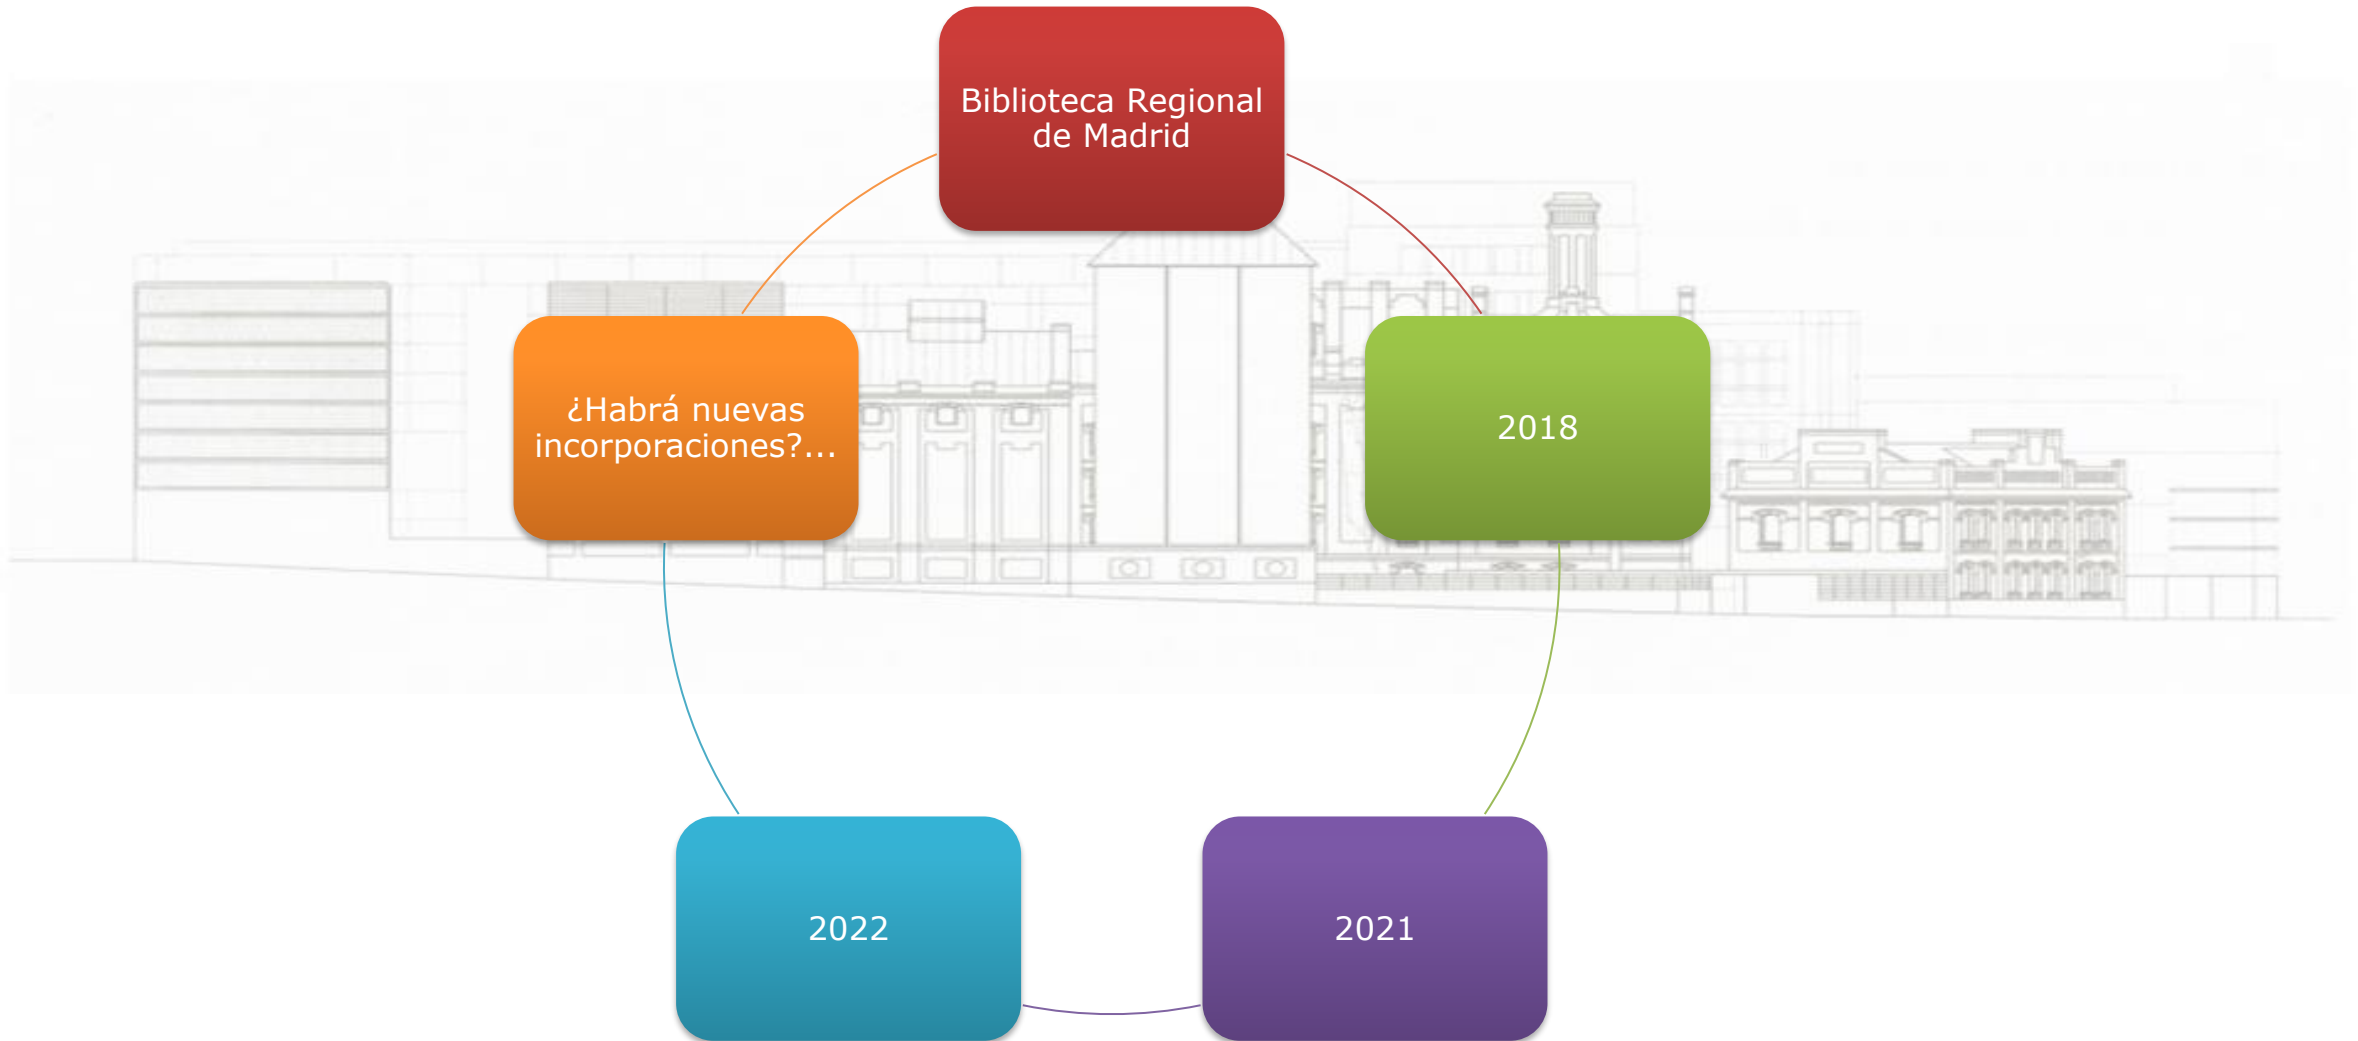 Biblioteca Regional
de Madrid
¿Habrá nuevas
incorporaciones?...
2018
2022
2021